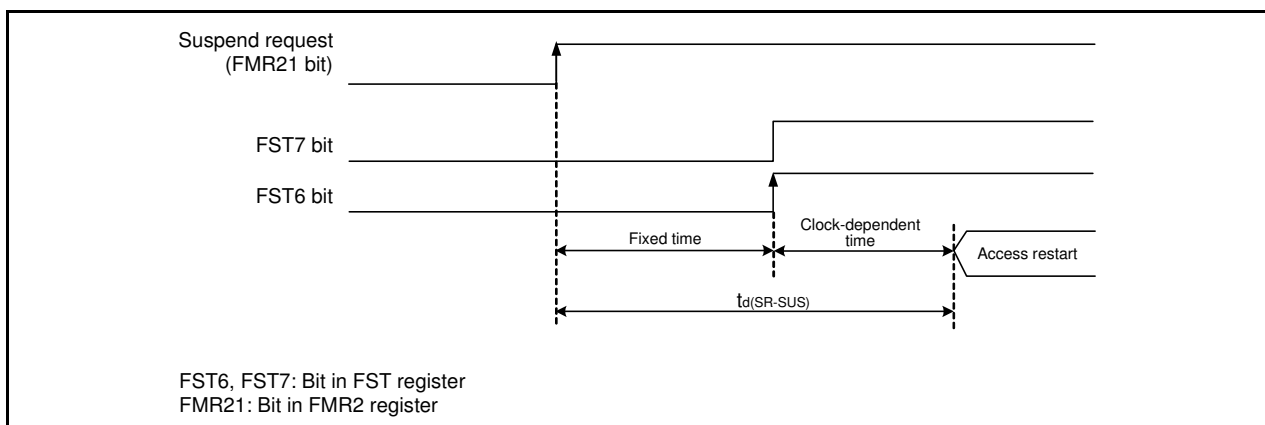 Suspend request
(FMR21 bit)
FST7 bit
FST6 bit
Fixed time
Clock-dependent
time
Access restart
td(SR-SUS)
FST6, FST7: Bit in FST register
FMR21: Bit in FMR2 register